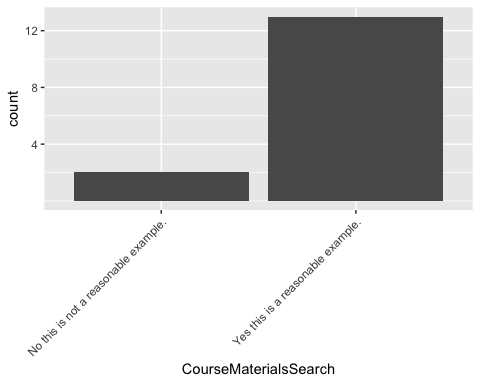 count
12
8
4
No this is not a reasonable example.
Yes this is a reasonable example.
CourseMaterialsSearch